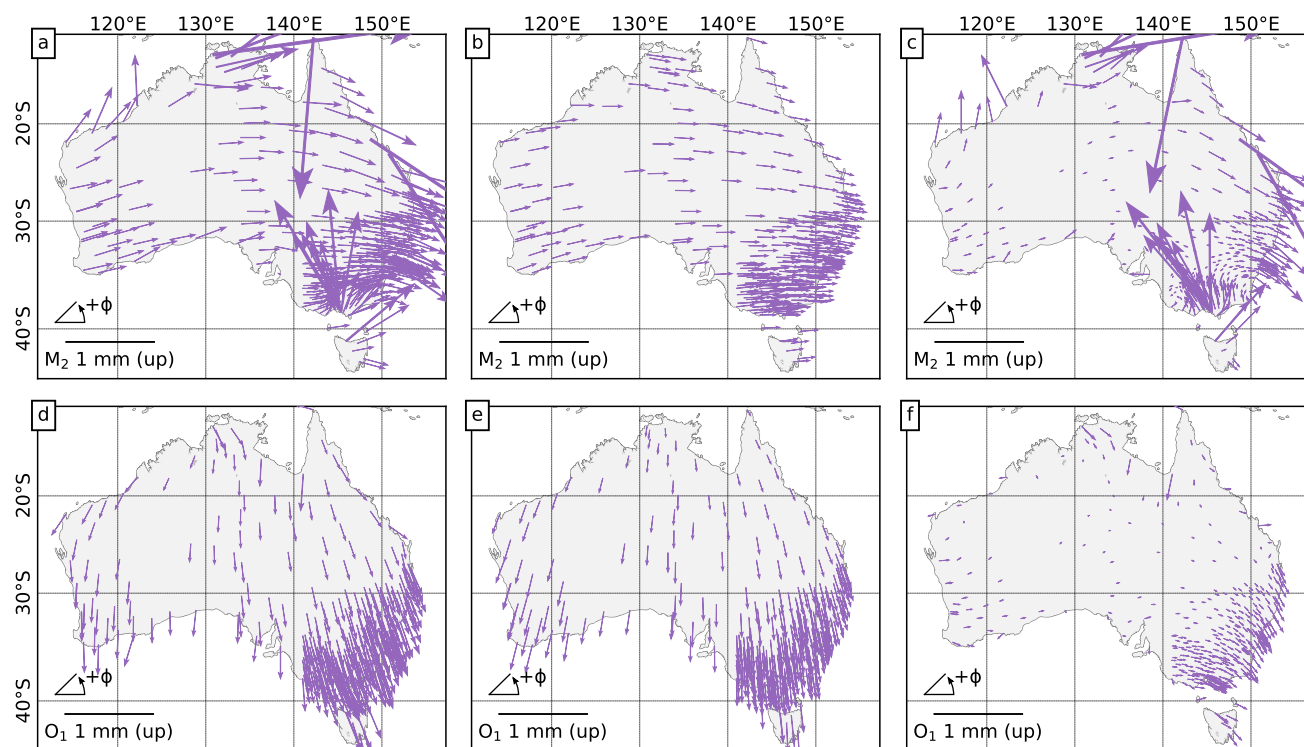 120°E 130°E 140°E 150°E
120°E 130°E 140°E 150°E
120°E 130°E 140°E 150°E
a
b
c
20°S
30°S
40°S
+ϕ
+ϕ
+ϕ
M₂ 1 mm (up)
M₂ 1 mm (up)
M₂ 1 mm (up)
d
e
f
20°S
30°S
40°S
+ϕ
+ϕ
+ϕ
O₁ 1 mm (up)
O₁ 1 mm (up)
O₁ 1 mm (up)